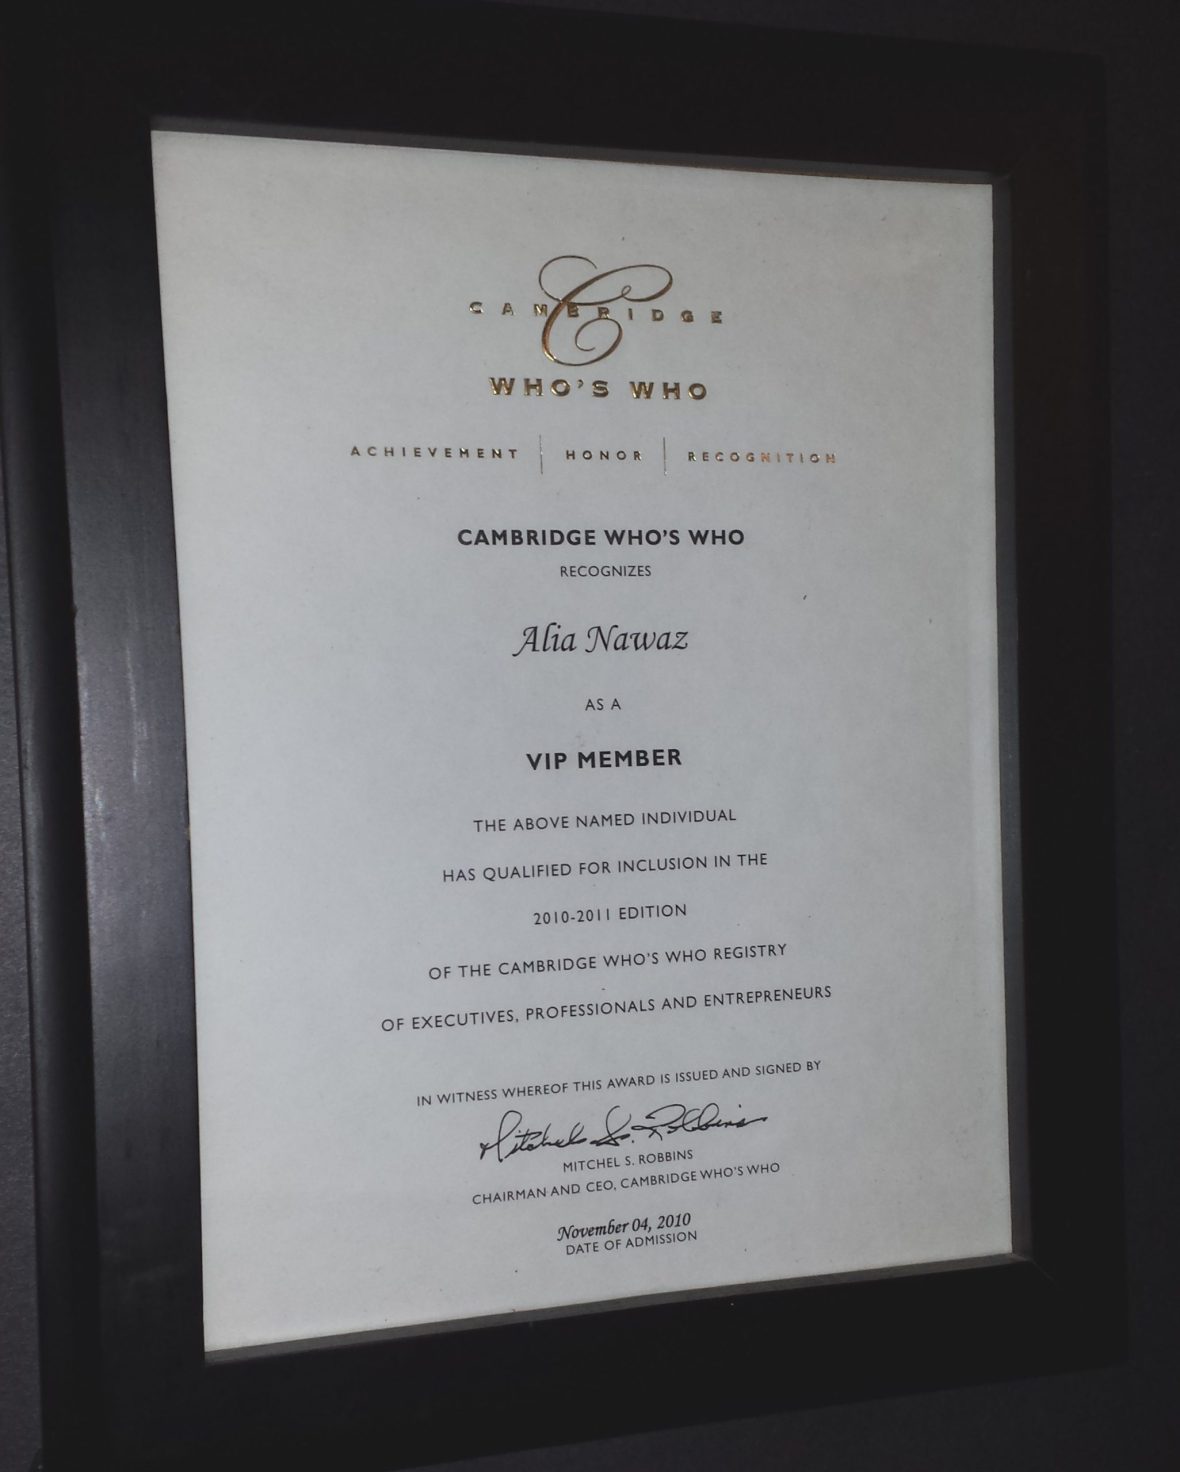 CAMBRIDGE
WHO'S WHO
ACHIEVEMENT | HONOR | RECOGNITION
CAMBRIDGE WHO'S WHO
RECOGNIZES
Alia Nawaz
AS A
VIP MEMBER
THE ABOVE NAMED INDIVIDUAL
HAS QUALIFIED FOR INCLUSION IN THE
2010-2011 EDITION
OF THE CAMBRIDGE WHO'S WHO REGISTRY
OF EXECUTIVES, PROFESSIONALS AND ENTREPRENEURS
IN WITNESS WHEREOF THIS AWARD IS ISSUED AND SIGNED BY
Mitchel S. Robbins
MITCHEL S. ROBBINS
CHAIRMAN AND CEO, CAMBRIDGE WHO'S WHO
November 04, 2010
DATE OF ADMISSION